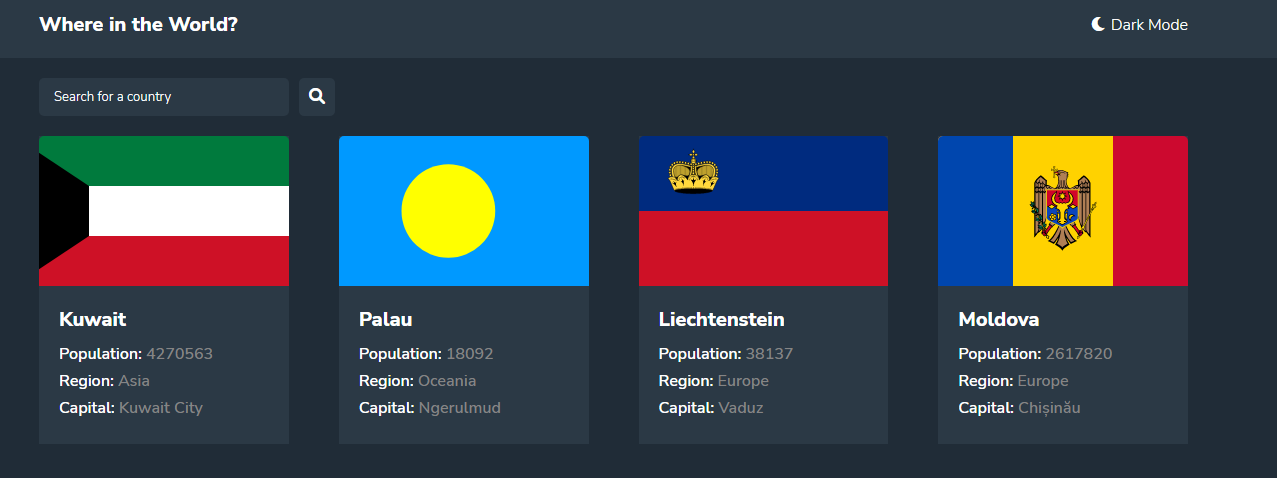 Where in the World?
Dark Mode
Search for a country
Kuwait
Population: 4270563
Region: Asia
Capital: Kuwait City
Palau
Population: 18092
Region: Oceania
Capital: Ngerulmud
Liechtenstein
Population: 38137
Region: Europe
Capital: Vaduz
Moldova
Population: 2617820
Region: Europe
Capital: Chișinău